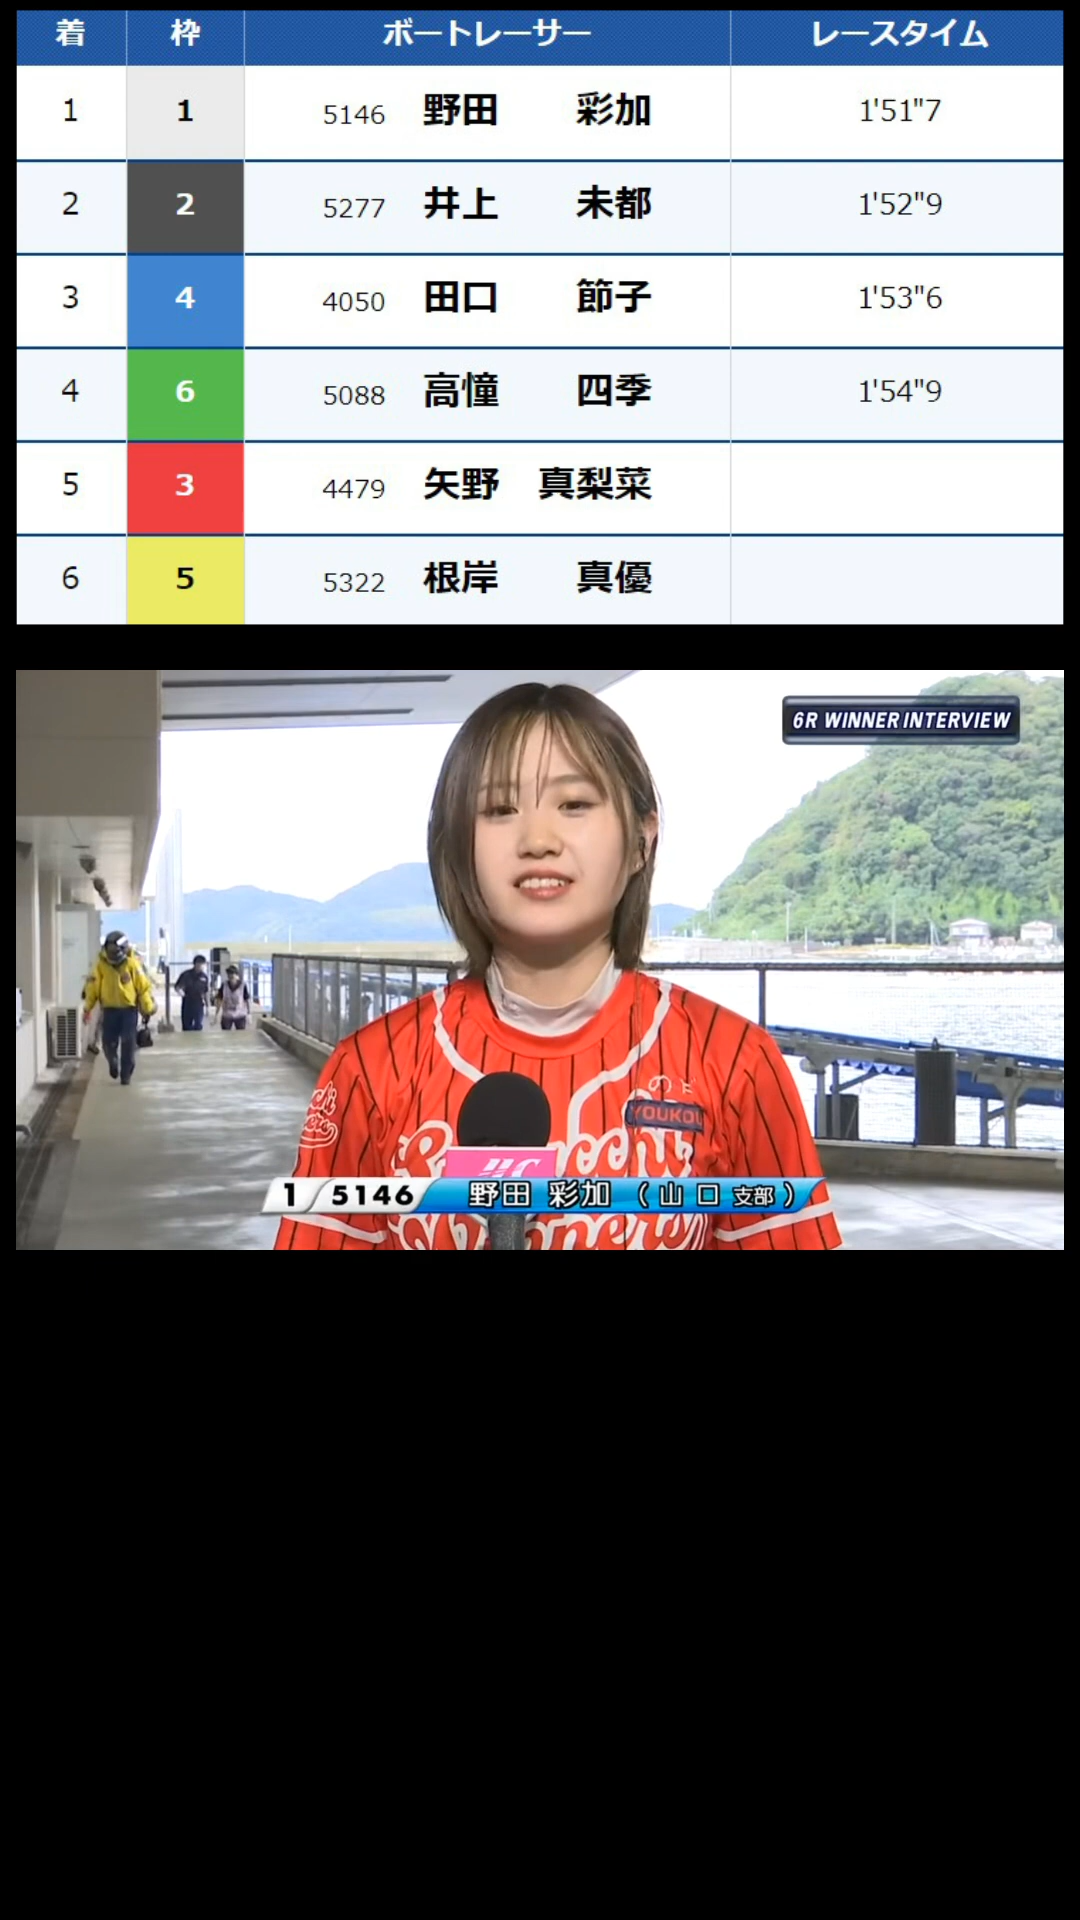 着 枠 ボートレーサー レースタイム
1 1 5146 野田 彩加 1'51"7
2 2 5277 井上 未都 1'52"9
3 4 4050 田口 節子 1'53"6
4 6 5088 高憧 四季 1'54"9
5 3 4479 矢野 真梨菜
6 5 5322 根岸 真優
6R WINNER INTERVIEW
YOUKOU
1 5146 野田 彩加 (山口支部)